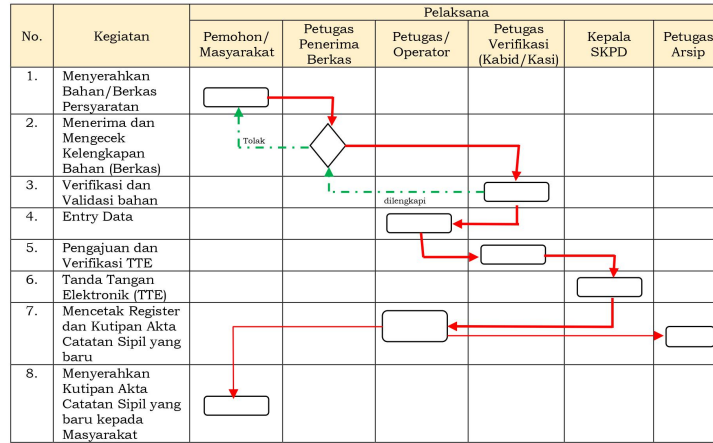 Pelaksana
No.
Kegiatan
Pemohon/
Masyarakat
Petugas
Penerima
Berkas
Petugas/
Operator
Petugas
Verifikasi
(Kabid/Kasi)
Kepala
SKPD
Petugas
Arsip
1.
Menyerahkan
Bahan/Berkas
Persyaratan
2.
Menerima dan
Mengecek
Kelengkapan
Bahan (Berkas)
Tolak
3.
Verifikasi dan
Validasi bahan
dilengkapi
4.
Entry Data
5.
Pengajuan dan
Verifikasi TTE
6.
Tanda Tangan
Elektronik (TTE)
7.
Mencetak Register
dan Kutipan Akta
Catatan Sipil yang
baru
8.
Menyerahkan
Kutipan Akta
Catatan Sipil yang
baru kepada
Masyarakat